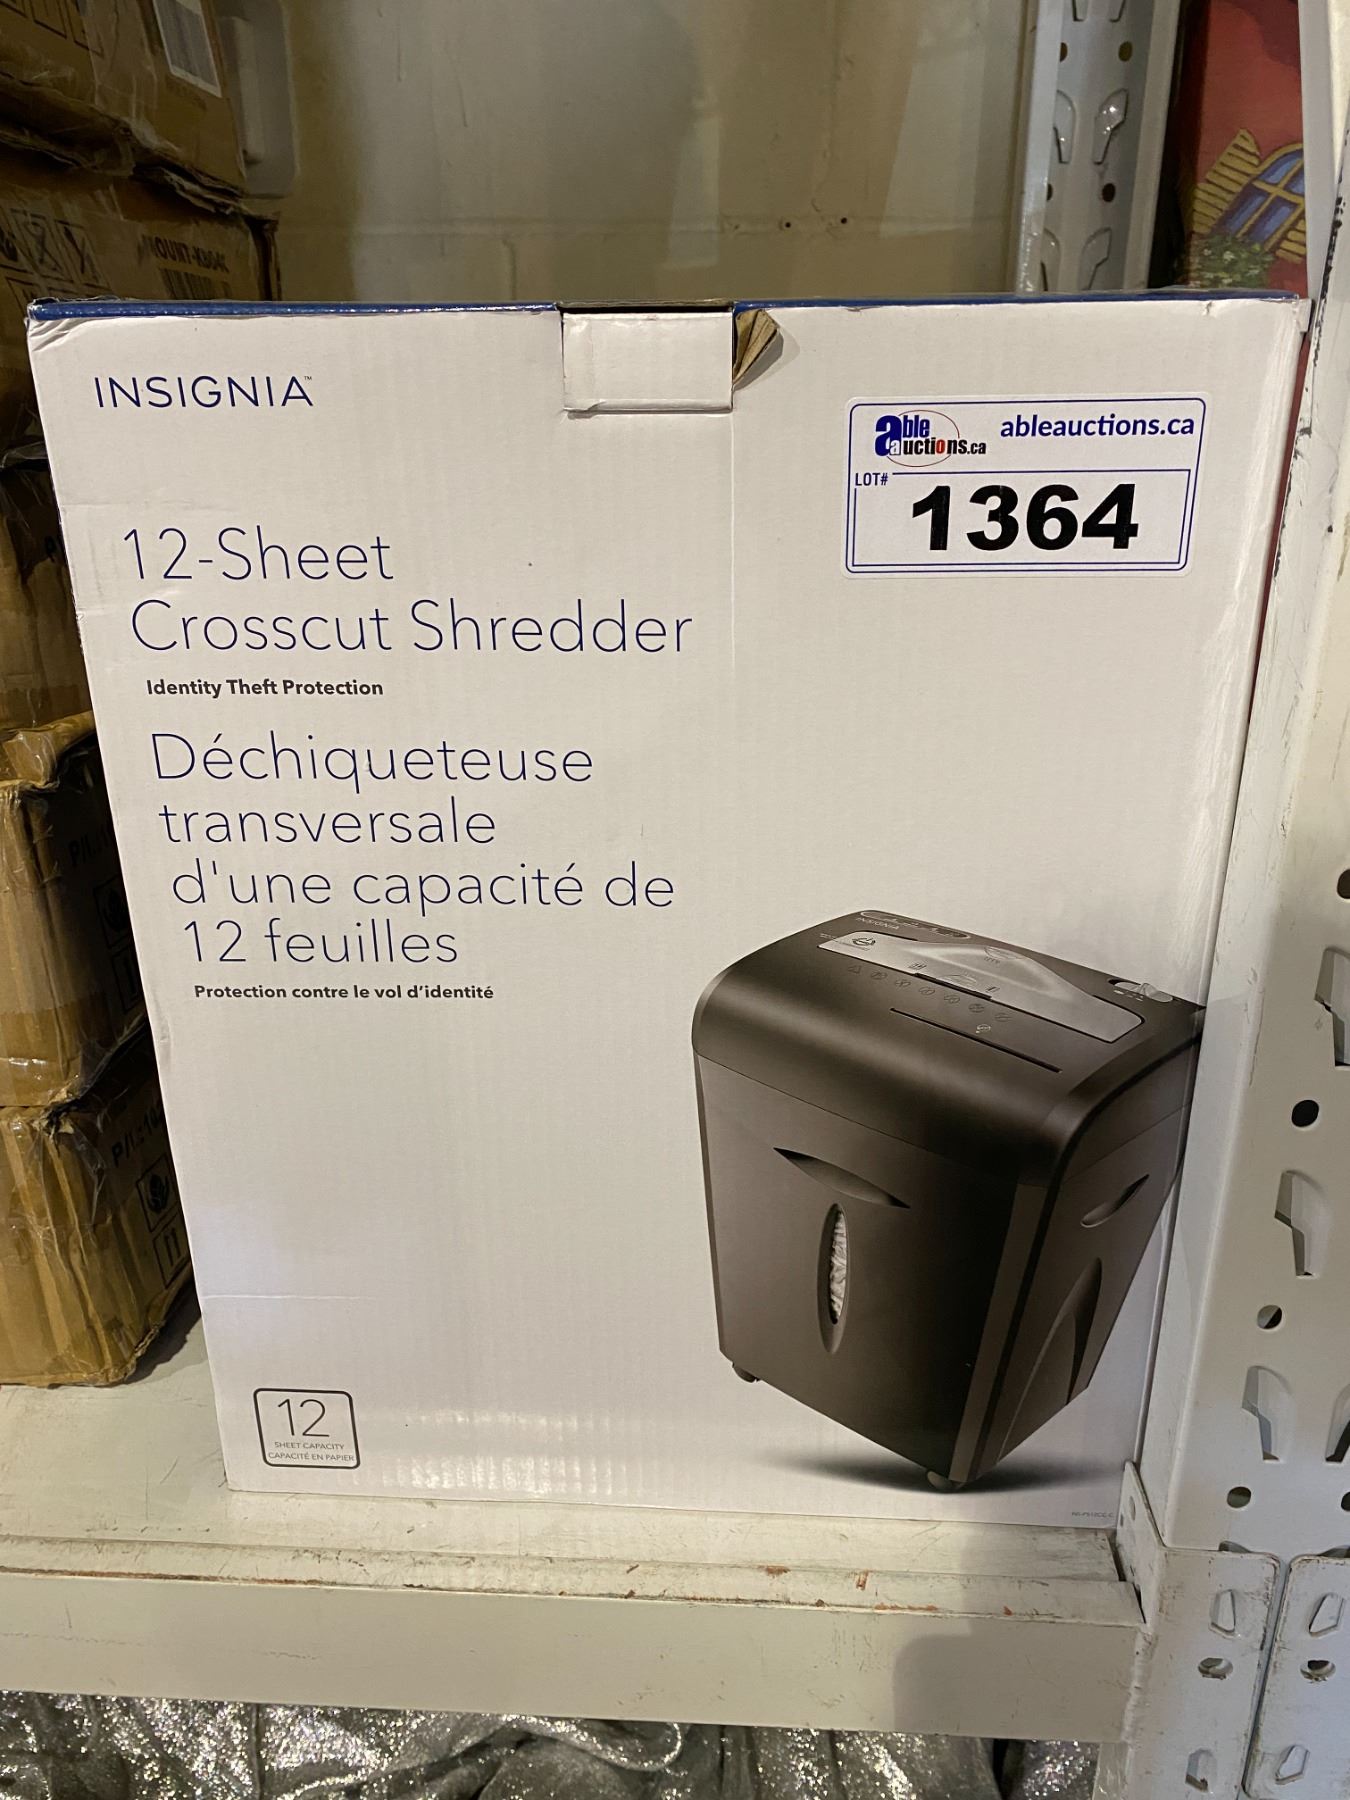 INSIGNIA™
able auctions.ca
ableauctions.ca
LOT#
1364
12-Sheet
Crosscut Shredder
Identity Theft Protection
Déchiqueteuse
transversale
d'une capacité de
12 feuilles
Protection contre le vol d'identité
INSIGNIA
12
SHEET CAPACITY
CAPACITÉ EN PAPIER